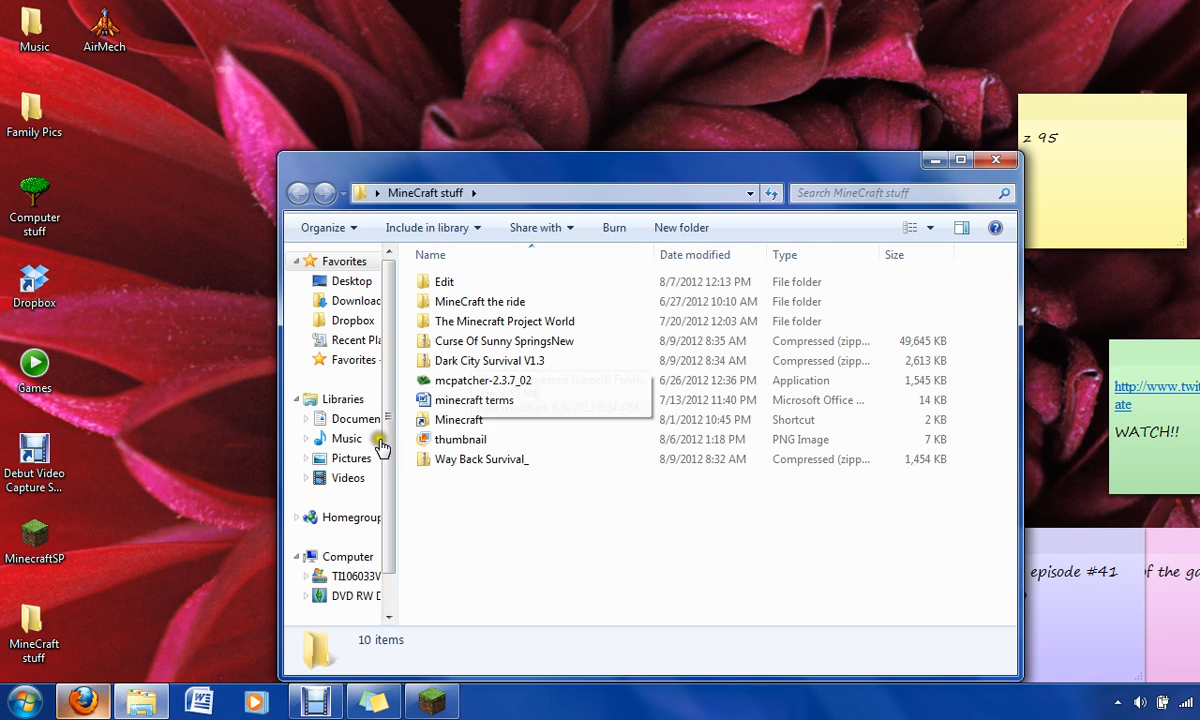 Music
AirMech
Family Pics
Computer
stuff
Dropbox
Games
Debut Video
Capture S...
MinecraftSP
MineCraft
stuff
MineCraft stuff
Search MineCraft stuff
Organize
Include in library
Share with
Burn
New folder
Favorites
Desktop
Download
Dropbox
Recent Pla
Favorites -
Libraries
Documen
Music
Pictures
Videos
Homegroup
Computer
TI106033V
DVD RW D
Name Date modified Type Size
Edit 8/7/2012 12:13 PM File folder
MineCraft the ride 6/27/2012 10:10 AM File folder
The Minecraft Project World 7/20/2012 12:03 AM File folder
Curse Of Sunny SpringsNew 8/9/2012 8:35 AM Compressed (zipp... 49,645 KB
Dark City Survival V1.3 8/9/2012 8:34 AM Compressed (zipp... 2,613 KB
mcpatcher-2.3.7_02 6/26/2012 12:36 PM Application 1,545 KB
minecraft terms 7/13/2012 11:40 PM Microsoft Office ... 14 KB
Minecraft 8/1/2012 10:45 PM Shortcut 2 KB
thumbnail 8/6/2012 1:18 PM PNG Image 7 KB
Way Back Survival_ 8/9/2012 8:32 AM Compressed (zipp... 1,454 KB
10 items
z 95
http://www.twit
ate
WATCH!!
episode #41
of the ga